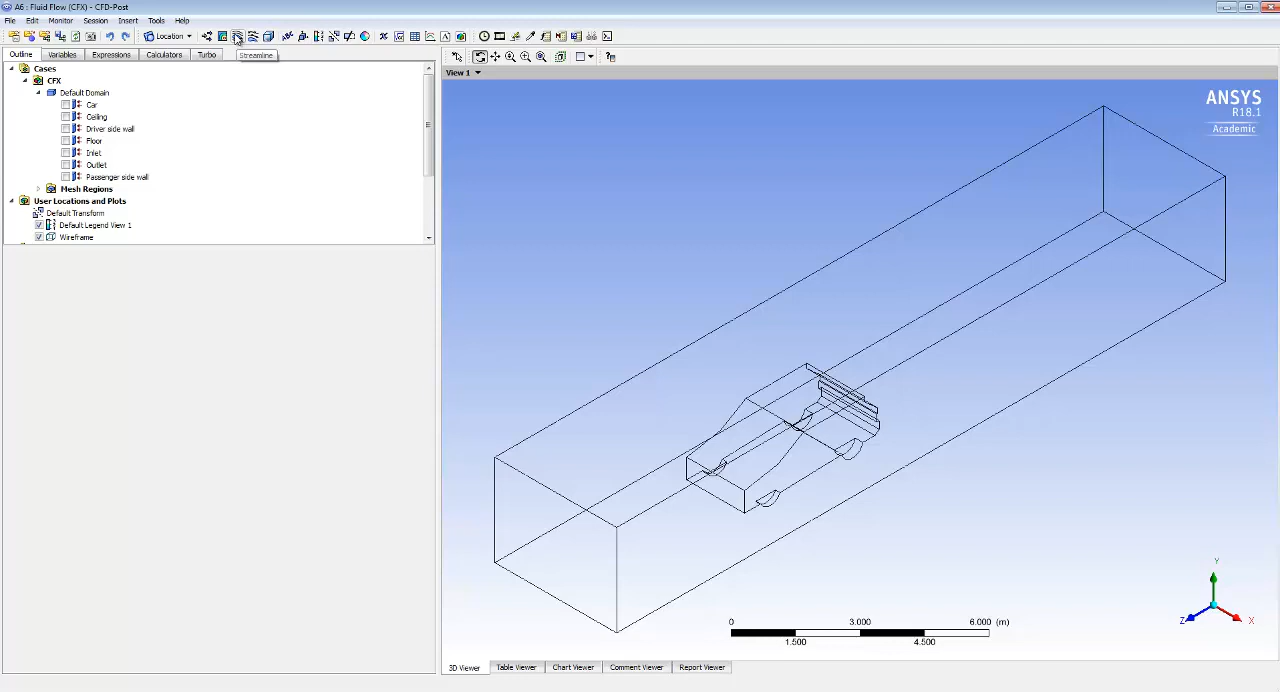 A6 : Fluid Flow (CFX) - CFD-Post
File Edit Monitor Session Insert Tools Help
Location
Outline Variables Expressions Calculators Turbo
Streamline
Cases
CFX
Default Domain
Car
Ceiling
Driver side wall
Floor
Inlet
Outlet
Passenger side wall
Mesh Regions
User Locations and Plots
Default Transform
Default Legend View 1
Wireframe
View 1
ANSYS
R18.1
Academic
0 3.000 6.000 (m)
1.500 4.500
Y
Z X
3D Viewer Table Viewer Chart Viewer Comment Viewer Report Viewer